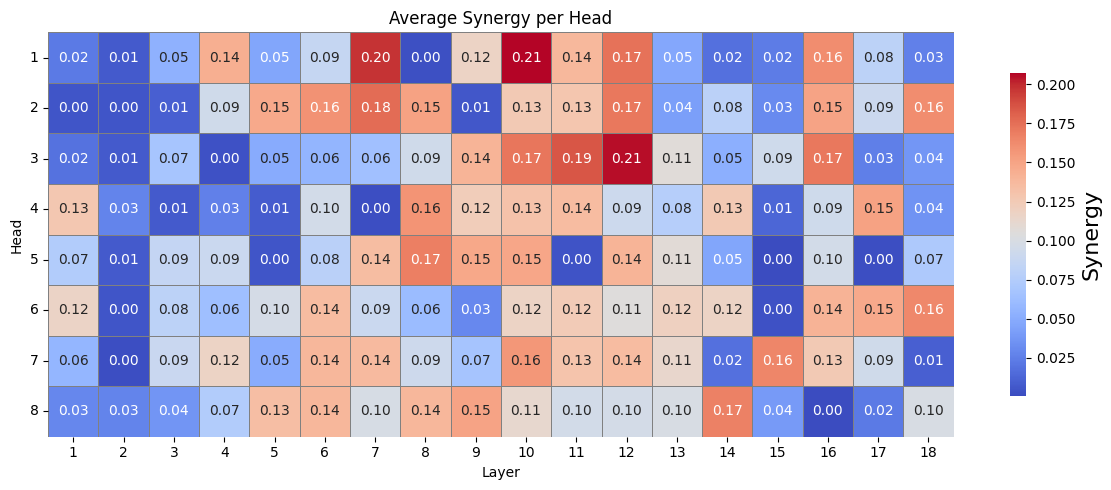 Average Synergy per Head
1 0.02 0.01 0.05 0.14 0.05 0.09 0.20 0.00 0.12 0.21 0.14 0.17 0.05 0.02 0.02 0.16 0.08 0.03
2 0.00 0.00 0.01 0.09 0.15 0.16 0.18 0.15 0.01 0.13 0.13 0.17 0.04 0.08 0.03 0.15 0.09 0.16
3 0.02 0.01 0.07 0.00 0.05 0.06 0.06 0.09 0.14 0.17 0.19 0.21 0.11 0.05 0.09 0.17 0.03 0.04
4 0.13 0.03 0.01 0.03 0.01 0.10 0.00 0.16 0.12 0.13 0.14 0.09 0.08 0.13 0.01 0.09 0.15 0.04
5 0.07 0.01 0.09 0.09 0.00 0.08 0.14 0.17 0.15 0.15 0.00 0.14 0.11 0.05 0.00 0.10 0.00 0.07
6 0.12 0.00 0.08 0.06 0.10 0.14 0.09 0.06 0.03 0.12 0.12 0.11 0.12 0.12 0.00 0.14 0.15 0.16
7 0.06 0.00 0.09 0.12 0.05 0.14 0.14 0.09 0.07 0.16 0.13 0.14 0.11 0.02 0.16 0.13 0.09 0.01
8 0.03 0.03 0.04 0.07 0.13 0.14 0.10 0.14 0.15 0.11 0.10 0.10 0.10 0.17 0.04 0.00 0.02 0.10
1 2 3 4 5 6 7 8 9 10 11 12 13 14 15 16 17 18
Layer
Head
0.200
0.175
0.150
0.125
0.100
0.075
0.050
0.025
Synergy